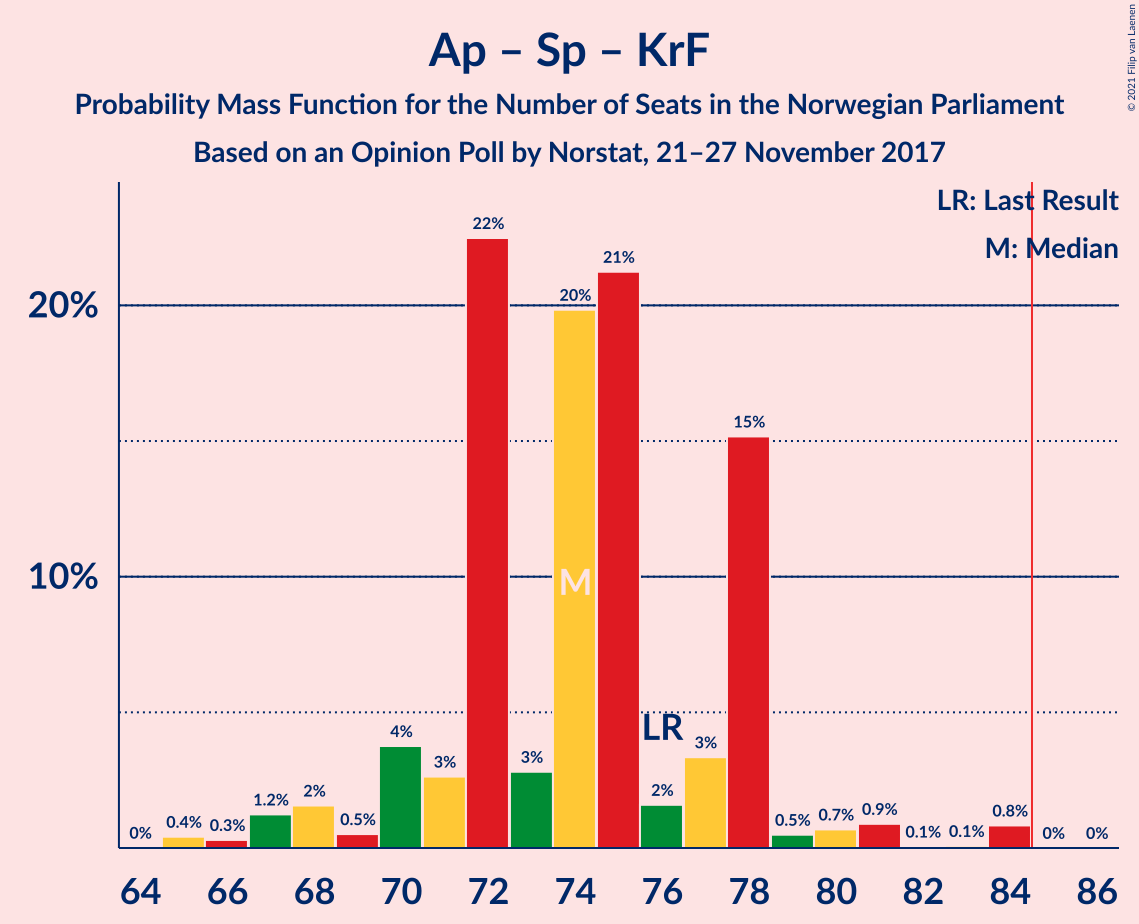 Ap – Sp – KrF
Probability Mass Function for the Number of Seats in the Norwegian Parliament
Based on an Opinion Poll by Norstat, 21–27 November 2017
© 2021 Filip van Laenen
LR: Last Result
M: Median
20%
10%
0%
0.4%
0.3%
1.2%
2%
0.5%
4%
3%
22%
3%
20%
21%
2%
3%
15%
0.5%
0.7%
0.9%
0.1%
0.1%
0.8%
0%
0%
M
LR
64 66 68 70 72 74 76 78 80 82 84 86